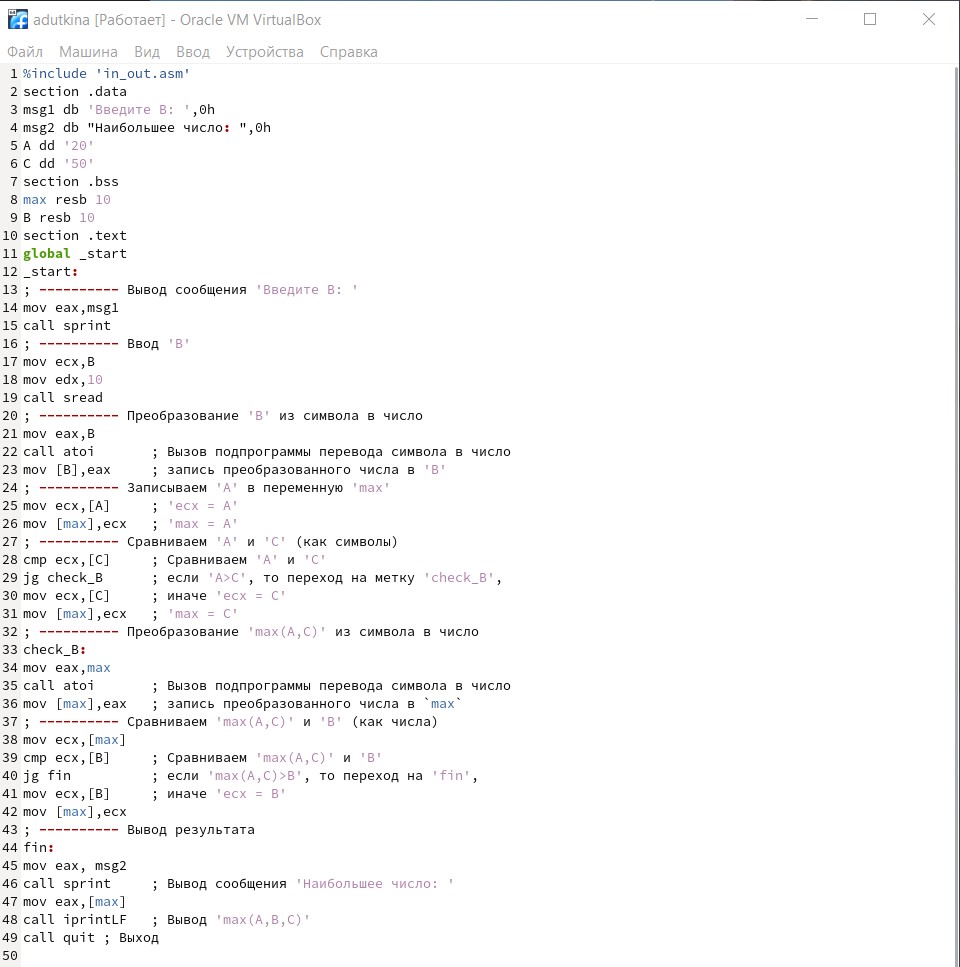 adutkina [Работает] - Oracle VM VirtualBox
Файл Машина Вид Ввод Устройства Справка
1 %include 'in_out.asm'
2 section .data
3 msg1 db 'Введите B: ',0h
4 msg2 db "Наибольшее число: ",0h
5 A dd '20'
6 C dd '50'
7 section .bss
8 max resb 10
9 B resb 10
10 section .text
11 global _start
12 _start:
13 ; ---------- Вывод сообщения 'Введите B: '
14 mov eax,msg1
15 call sprint
16 ; ---------- Ввод 'B'
17 mov ecx,B
18 mov edx,10
19 call sread
20 ; ---------- Преобразование 'B' из символа в число
21 mov eax,B
22 call atoi ; Вызов подпрограммы перевода символа в число
23 mov [B],eax ; запись преобразованного числа в 'B'
24 ; ---------- Записываем 'A' в переменную 'max'
25 mov ecx,[A] ; 'ecx = A'
26 mov [max],ecx ; 'max = A'
27 ; ---------- Сравниваем 'A' и 'С' (как символы)
28 cmp ecx,[C] ; Сравниваем 'A' и 'С'
29 jg check_B ; если 'A>C', то переход на метку 'check_B',
30 mov ecx,[C] ; иначе 'ecx = C'
31 mov [max],ecx ; 'max = C'
32 ; ---------- Преобразование 'max(A,C)' из символа в число
33 check_B:
34 mov eax,max
35 call atoi ; Вызов подпрограммы перевода символа в число
36 mov [max],eax ; запись преобразованного числа в `max`
37 ; ---------- Сравниваем 'max(A,C)' и 'B' (как числа)
38 mov ecx,[max]
39 cmp ecx,[B] ; Сравниваем 'max(A,C)' и 'B'
40 jg fin ; если 'max(A,C)>B', то переход на 'fin',
41 mov ecx,[B] ; иначе 'ecx = B'
42 mov [max],ecx
43 ; ---------- Вывод результата
44 fin:
45 mov eax, msg2
46 call sprint ; Вывод сообщения 'Наибольшее число: '
47 mov eax,[max]
48 call iprintLF ; Вывод 'max(A,B,C)'
49 call quit ; Выход
50